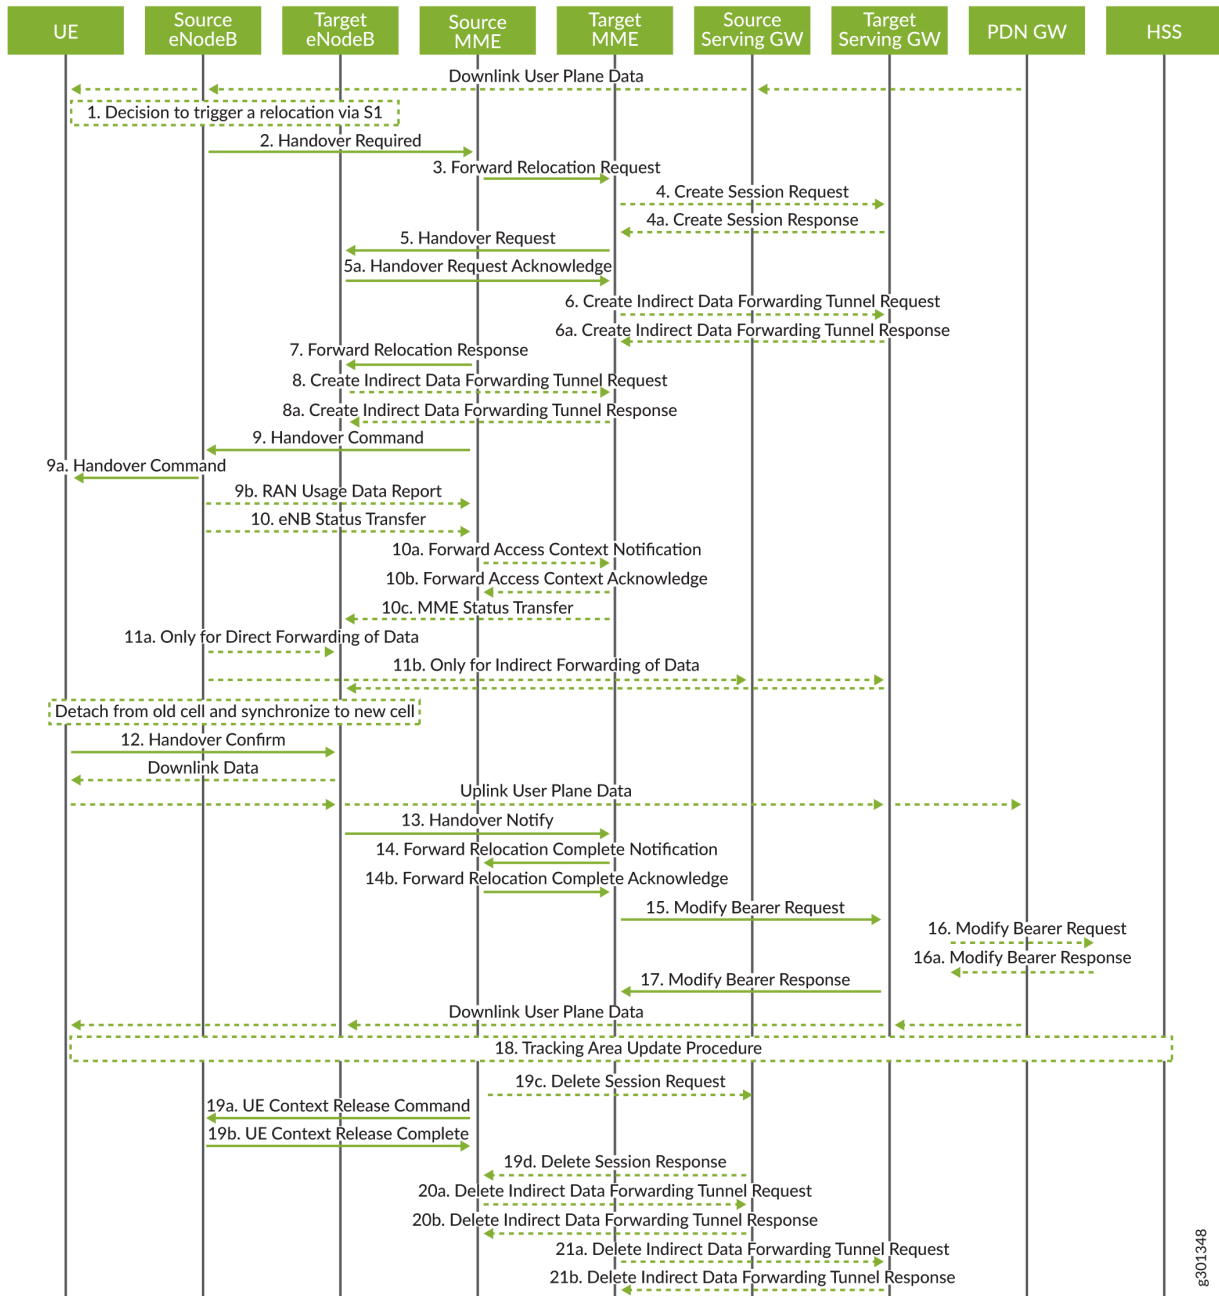 UE
Source
eNodeB
Target
eNodeB
Source
MME
Target
MME
Source
Serving GW
Target
Serving GW
PDN GW
HSS
Downlink User Plane Data
1. Decision to trigger a relocation via S1
2. Handover Required
3. Forward Relocation Request
4. Create Session Request
4a. Create Session Response
5. Handover Request
5a. Handover Request Acknowledge
6. Create Indirect Data Forwarding Tunnel Request
6a. Create Indirect Data Forwarding Tunnel Response
7. Forward Relocation Response
8. Create Indirect Data Forwarding Tunnel Request
8a. Create Indirect Data Forwarding Tunnel Response
9. Handover Command
9a. Handover Command
9b. RAN Usage Data Report
10. eNB Status Transfer
10a. Forward Access Context Notification
10b. Forward Access Context Acknowledge
10c. MME Status Transfer
11a. Only for Direct Forwarding of Data
11b. Only for Indirect Forwarding of Data
Detach from old cell and synchronize to new cell
12. Handover Confirm
Downlink Data
Uplink User Plane Data
13. Handover Notify
14. Forward Relocation Complete Notification
14b. Forward Relocation Complete Acknowledge
15. Modify Bearer Request
16. Modify Bearer Request
16a. Modify Bearer Response
17. Modify Bearer Response
Downlink User Plane Data
18. Tracking Area Update Procedure
19c. Delete Session Request
19a. UE Context Release Command
19b. UE Context Release Complete
19d. Delete Session Response
20a. Delete Indirect Data Forwarding Tunnel Request
20b. Delete Indirect Data Forwarding Tunnel Response
21a. Delete Indirect Data Forwarding Tunnel Request
21b. Delete Indirect Data Forwarding Tunnel Response
g301348